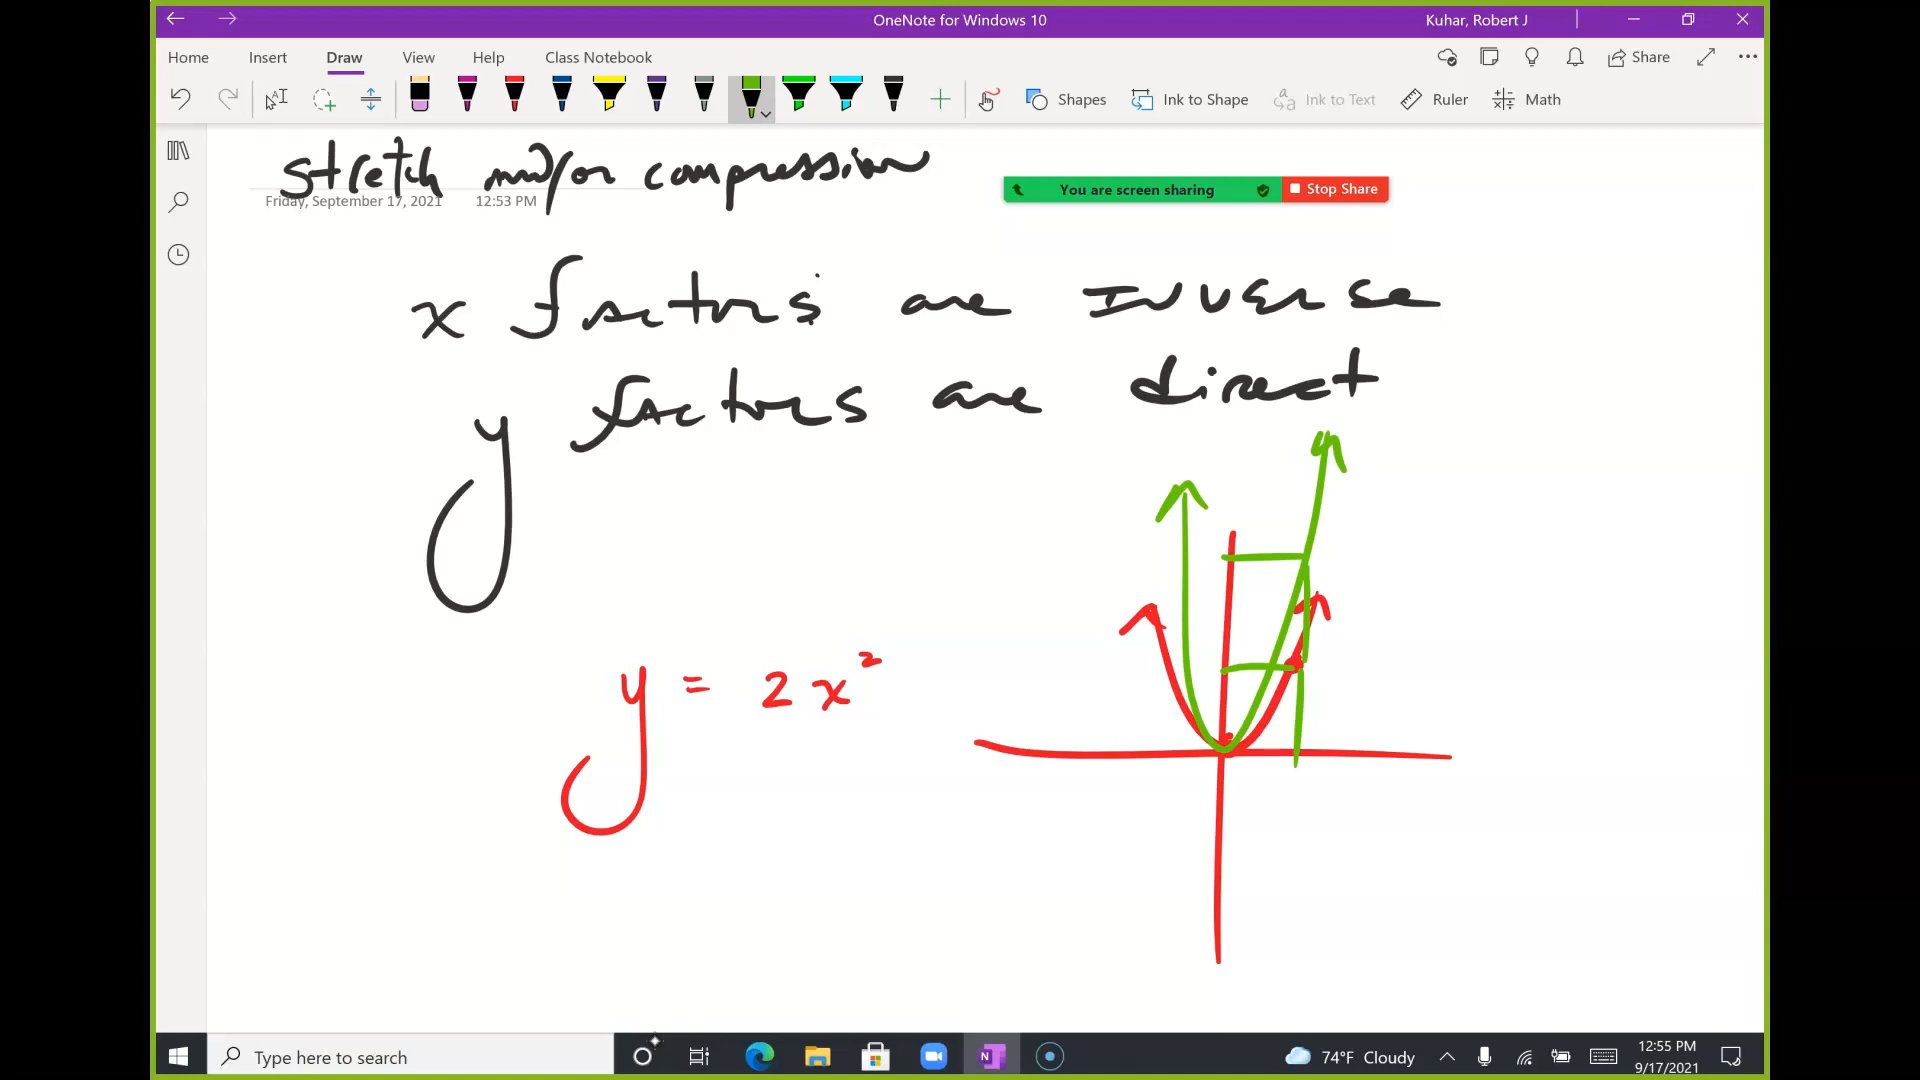 OneNote for Windows 10
Kuhar, Robert J
Home Insert Draw View Help Class Notebook
Share
Shapes Ink to Shape Ink to Text Ruler Math
stretch and/or compression
Friday, September 17, 2021 12:53 PM
You are screen sharing Stop Share
x factors are inverse
y factors are direct
y = 2x²
Type here to search
74°F Cloudy
12:55 PM
9/17/2021